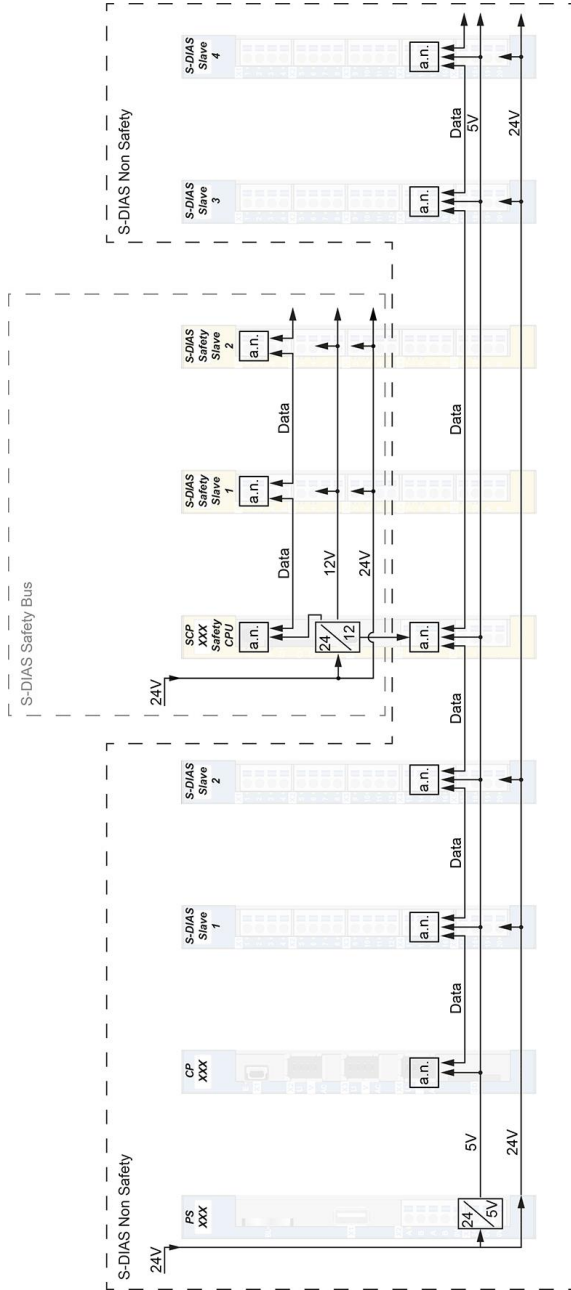 S-DIAS Non Safety
24V
PS
XXX
24
5V
5V
24V
CP
XXX
a.n.
Data
S-DIAS
Slave
1
a.n.
Data
S-DIAS
Slave
2
a.n.
Data
S-DIAS Safety Bus
24V
SCP
XXX
Safety
CPU
a.n.
24
12
a.n.
Data
12V
24V
S-DIAS
Safety
Slave
1
a.n.
Data
S-DIAS
Safety
Slave
2
a.n.
Data
S-DIAS Non Safety
S-DIAS
Slave
3
a.n.
Data
5V
24V
S-DIAS
Slave
4
a.n.